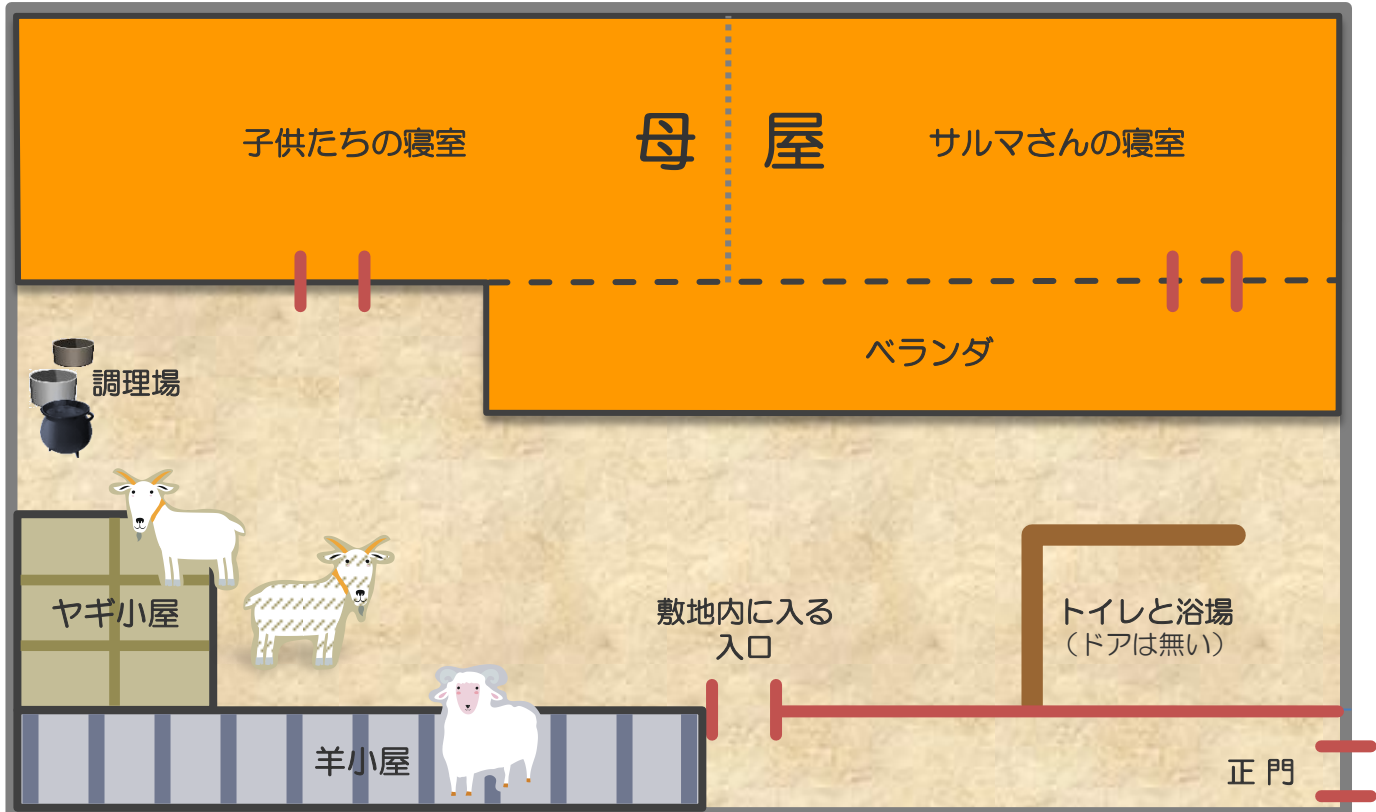 子供たちの寝室
母屋
サルマさんの寝室
ベランダ
調理場
ヤギ小屋
敷地内に入る
入口
トイレと浴場
（ドアは無い）
羊小屋
正門